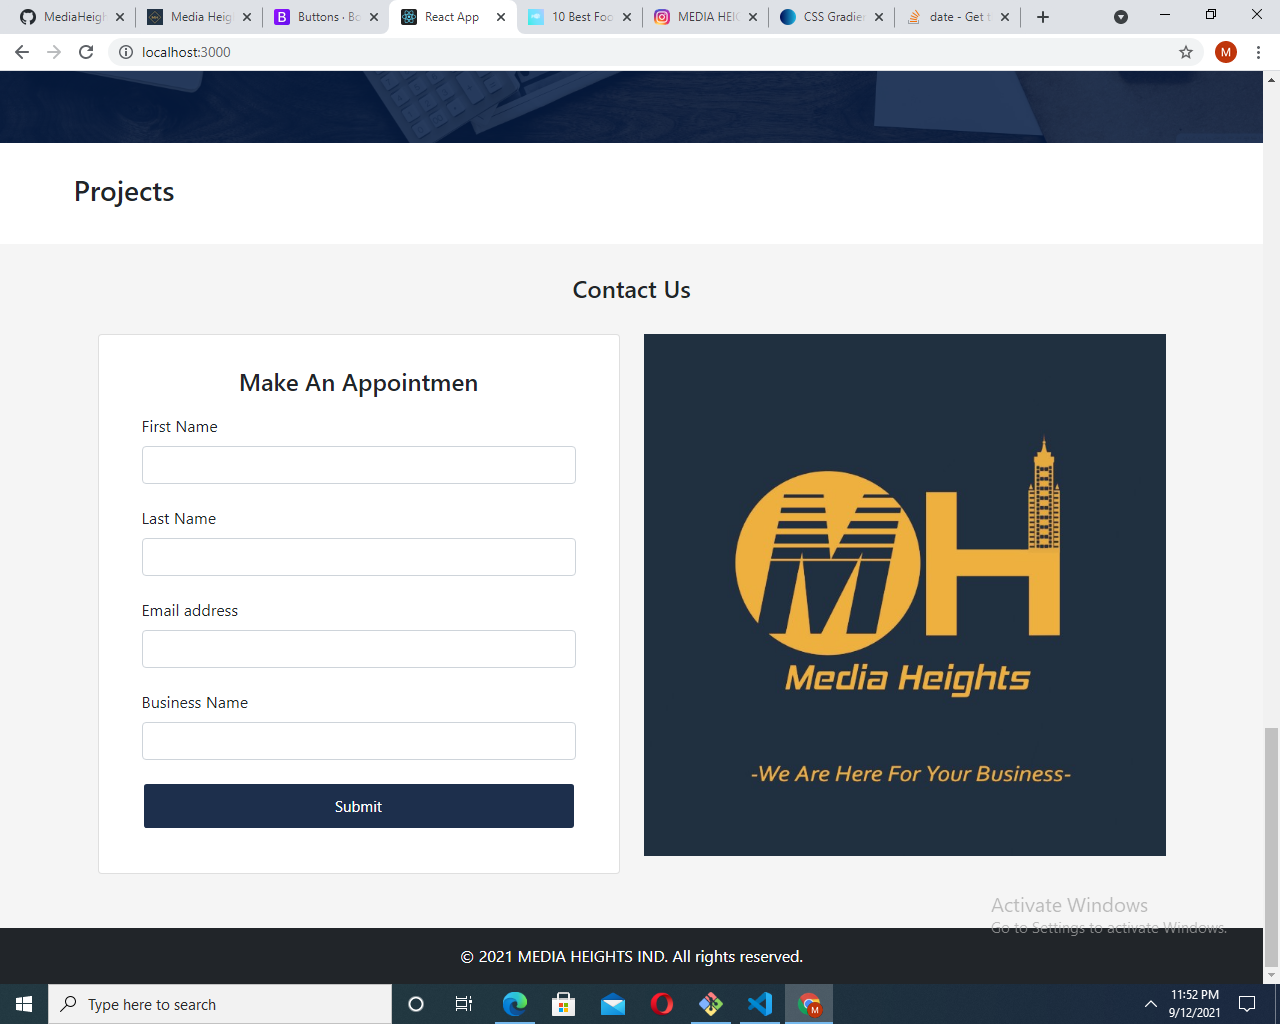 MediaHeigh
Media Heig
Buttons · Bo
React App
10 Best Foo
MEDIA HEIG
CSS Gradien
date - Get t
localhost:3000
M
Projects
Contact Us
Make An Appointmen
First Name
Last Name
Email address
Business Name
Submit
MH
Media Heights
-We Are Here For Your Business-
Activate Windows
Go to Settings to activate Windows.
© 2021 MEDIA HEIGHTS IND. All rights reserved.
Type here to search
M
11:52 PM
9/12/2021